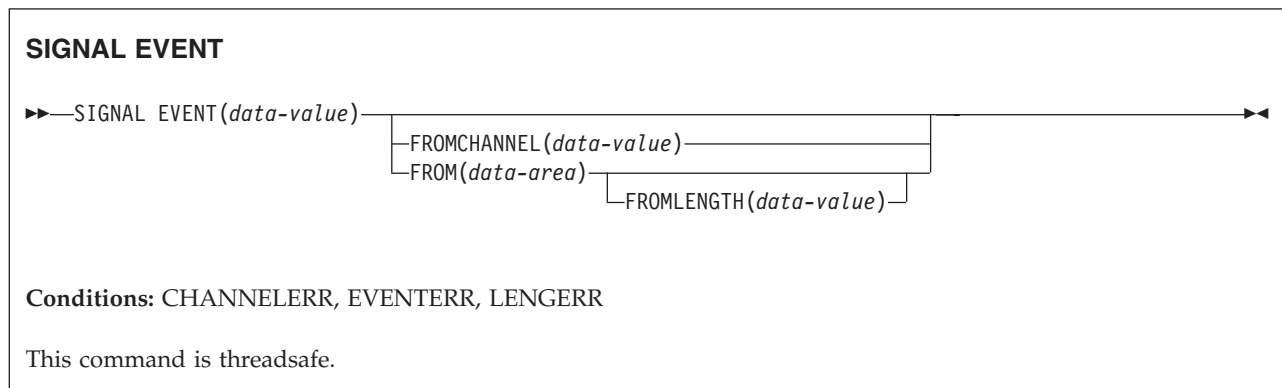 SIGNAL EVENT
SIGNAL EVENT(data-value)
FROMCHANNEL(data-value)
FROM(data-area)
FROMLENGTH(data-value)
Conditions: CHANNELERR, EVENTERR, LENGERR
This command is threadsafe.